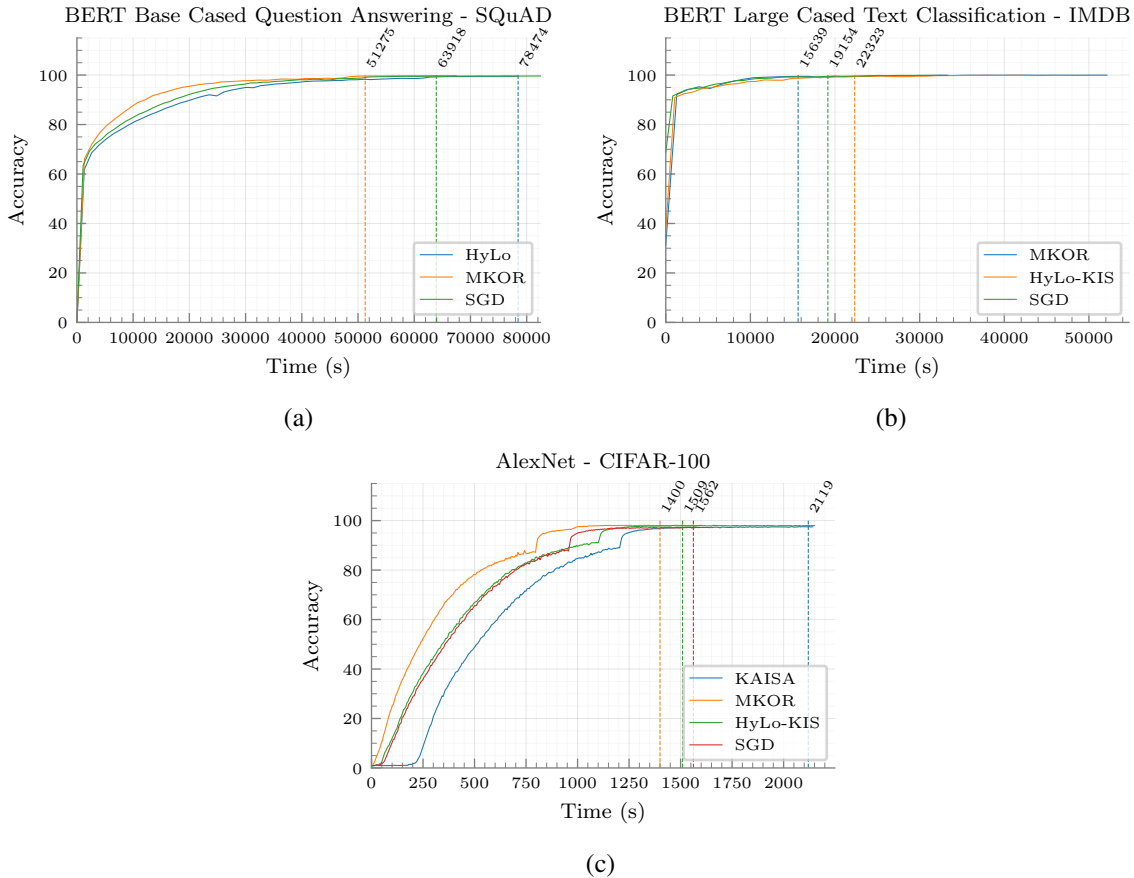 BERT Base Cased Question Answering - SQuAD
51275
63918
78474
100
80
60
40
20
0
Accuracy
HyLo
MKOR
SGD
0 10000 20000 30000 40000 50000 60000 70000 80000
Time (s)
(a)
BERT Large Cased Text Classification - IMDB
15639
19154
22323
100
80
60
40
20
0
Accuracy
MKOR
HyLo-KIS
SGD
0 10000 20000 30000 40000 50000
Time (s)
(b)
AlexNet - CIFAR-100
1400
1509
1562
2119
100
80
60
40
20
0
Accuracy
KAISA
MKOR
HyLo-KIS
SGD
0 250 500 750 1000 1250 1500 1750 2000
Time (s)
(c)